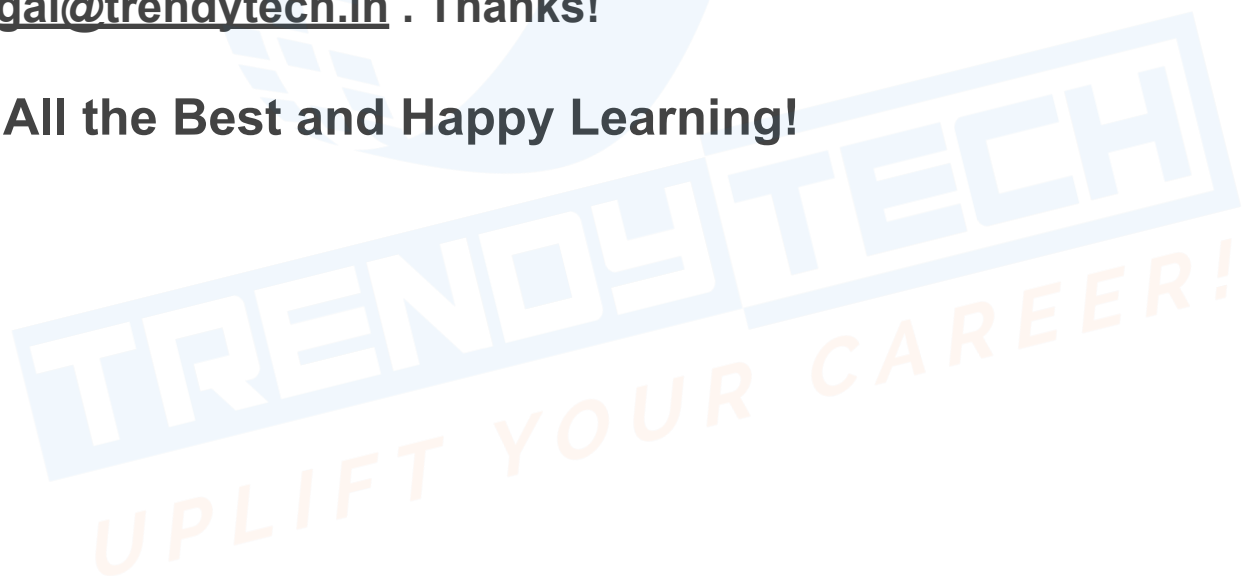 gal@trendytech.in . Thanks!
All the Best and Happy Learning!
TRENDYTECH
UPLIFT YOUR CAREER!